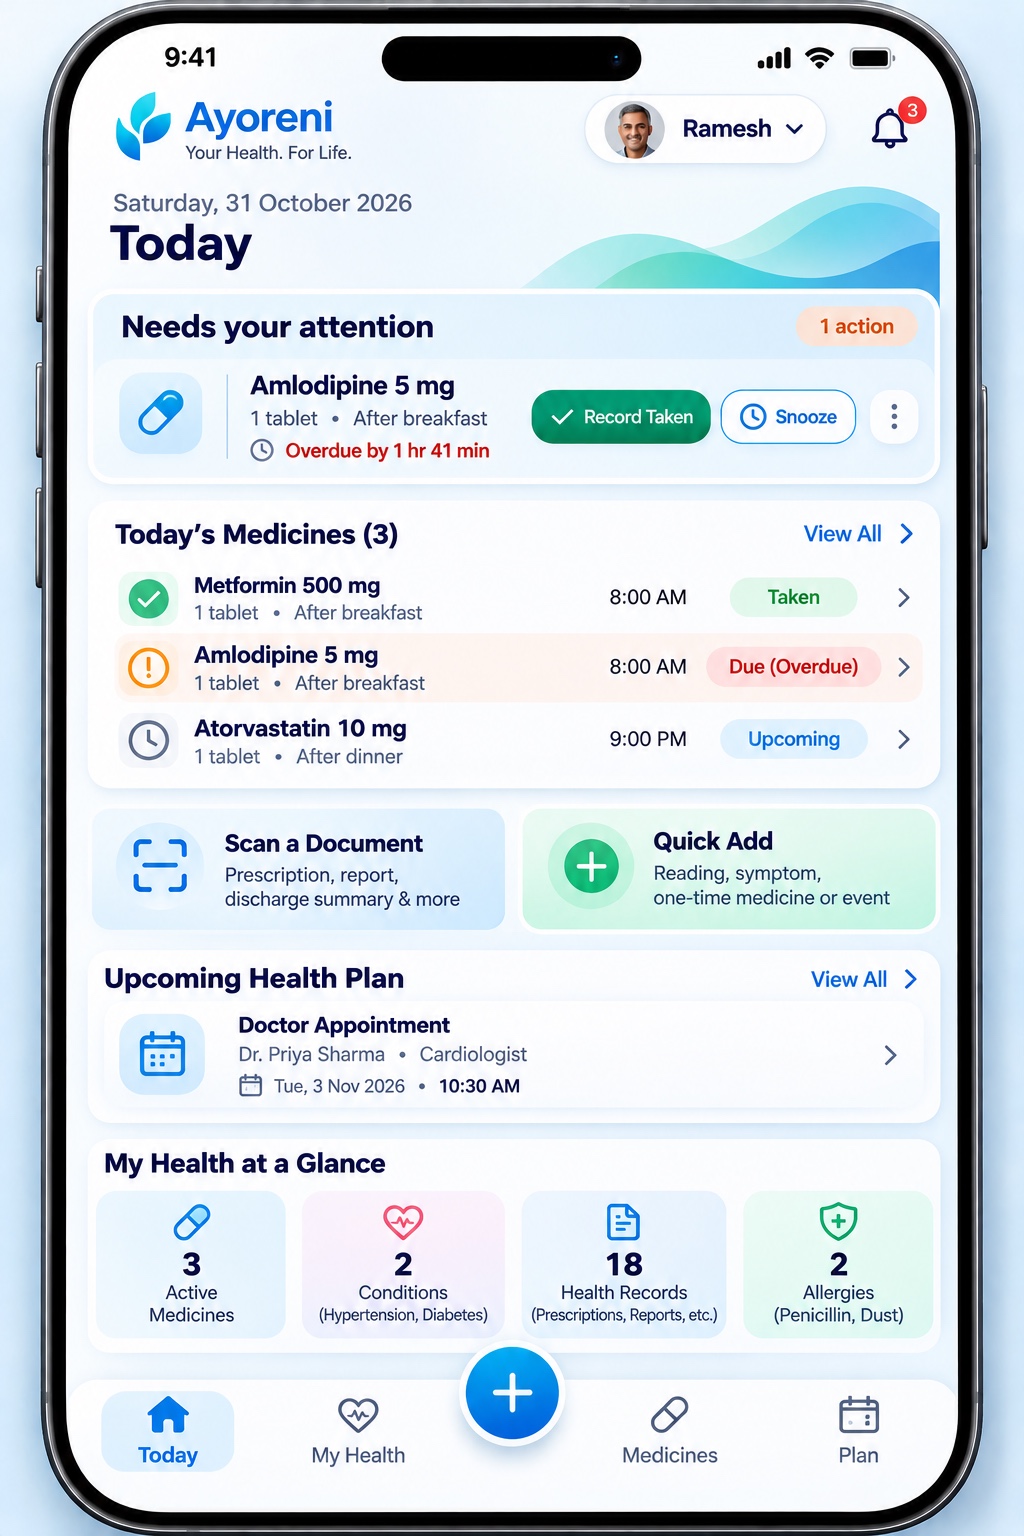 9:41
Ayoreni
Your Health. For Life.
Ramesh
3
Saturday, 31 October 2026
Today
Needs your attention
1 action
Amlodipine 5 mg
1 tablet • After breakfast
Overdue by 1 hr 41 min
Record Taken
Snooze
Today’s Medicines (3)
View All
Metformin 500 mg
1 tablet • After breakfast
8:00 AM
Taken
Amlodipine 5 mg
1 tablet • After breakfast
8:00 AM
Due (Overdue)
Atorvastatin 10 mg
1 tablet • After dinner
9:00 PM
Upcoming
Scan a Document
Prescription, report,
discharge summary & more
Quick Add
Reading, symptom,
one-time medicine or event
Upcoming Health Plan
View All
Doctor Appointment
Dr. Priya Sharma • Cardiologist
Tue, 3 Nov 2026 • 10:30 AM
My Health at a Glance
3
Active
Medicines
2
Conditions
(Hypertension, Diabetes)
18
Health Records
(Prescriptions, Reports, etc.)
2
Allergies
(Penicillin, Dust)
Today
My Health
Medicines
Plan